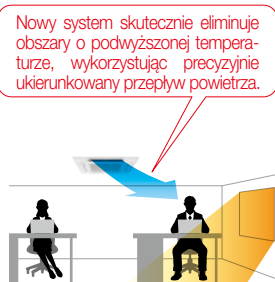 Nowy system skutecznie eliminuje
obszary o podwyższonej tempera-
turze, wykorzystując precyzyjnie
ukierunkowany przepływ powietrza.